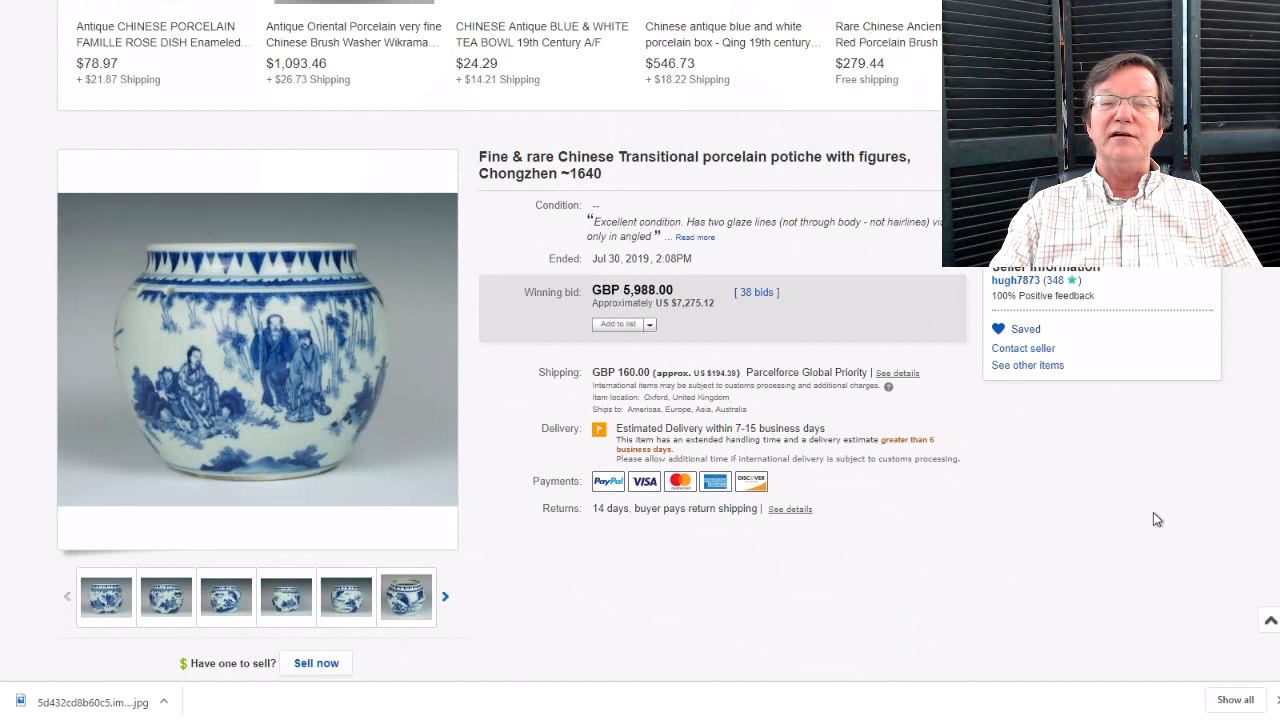 Antique CHINESE PORCELAIN
FAMILLE ROSE DISH Enameled...
$78.97
+ $21.87 Shipping
Antique Oriental Porcelain very fine
Chinese Brush Washer Wikrama...
$1,093.46
+ $26.73 Shipping
CHINESE Antique BLUE & WHITE
TEA BOWL 19th Century A/F
$24.29
+ $14.21 Shipping
Chinese antique blue and white
porcelain box - Qing 19th century...
$546.73
+ $18.22 Shipping
Rare Chinese Ancien
Red Porcelain Brush
$279.44
Free shipping
Fine & rare Chinese Transitional porcelain potiche with figures,
Chongzhen ~1640
Condition: --
“Excellent condition. Has two glaze lines (not through body - not hairlines) vi
only in angled ” ... Read more
Ended: Jul 30, 2019 , 2:08PM
Winning bid: GBP 5,988.00 [ 38 bids ]
Approximately US $7,275.12
Add to list
Shipping: GBP 160.00 (approx. US $194.39) Parcelforce Global Priority | See details
International items may be subject to customs processing and additional charges. ?
Item location: Oxford, United Kingdom
Ships to: Americas, Europe, Asia, Australia
Delivery: Estimated Delivery within 7-15 business days
This item has an extended handling time and a delivery estimate greater than 6
business days.
Please allow additional time if international delivery is subject to customs processing.
Payments: PayPal VISA MasterCard AMERICAN EXPRESS DISCOVER
Returns: 14 days, buyer pays return shipping | See details
Seller information
hugh7873 (348 ★)
100% Positive feedback
Saved
Contact seller
See other items
$ Have one to sell? Sell now
5d432cd8b60c5.im....jpg
Show all